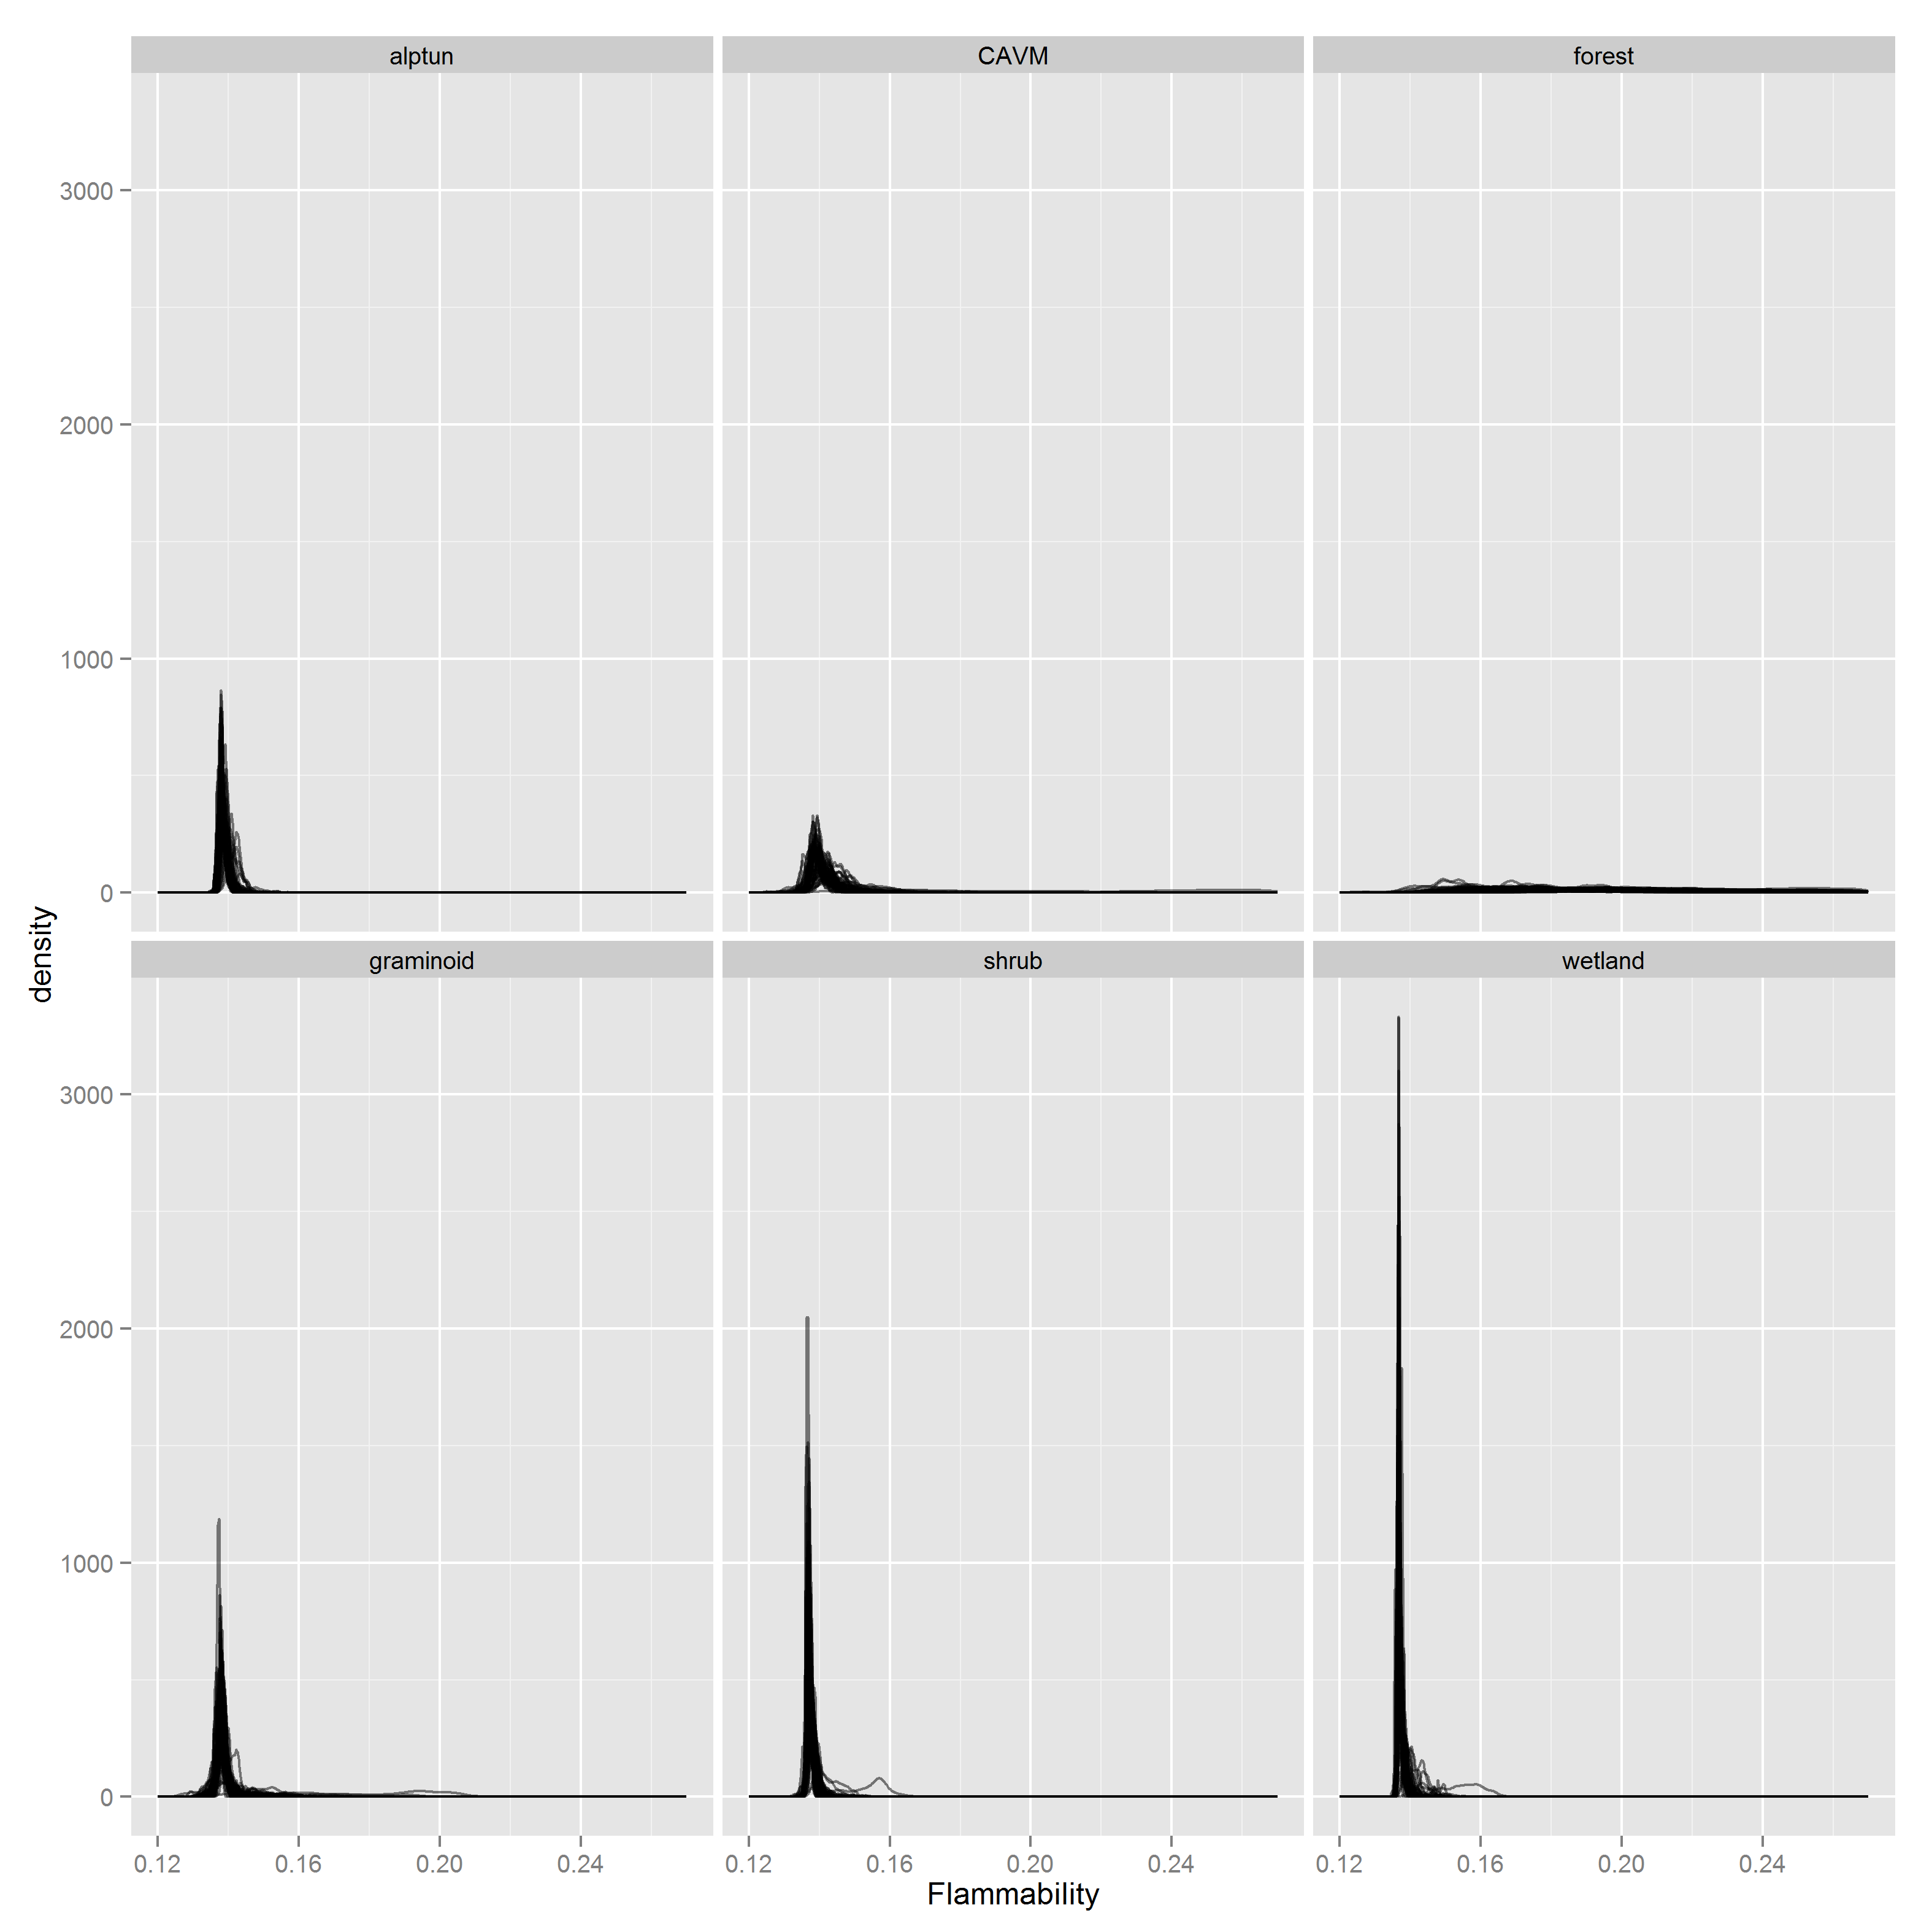 alptun CAVM forest
3000
2000
1000
0
density
graminoid shrub wetland
3000
2000
1000
0
0.12 0.16 0.20 0.24 0.12 0.16 0.20 0.24 0.12 0.16 0.20 0.24
Flammability